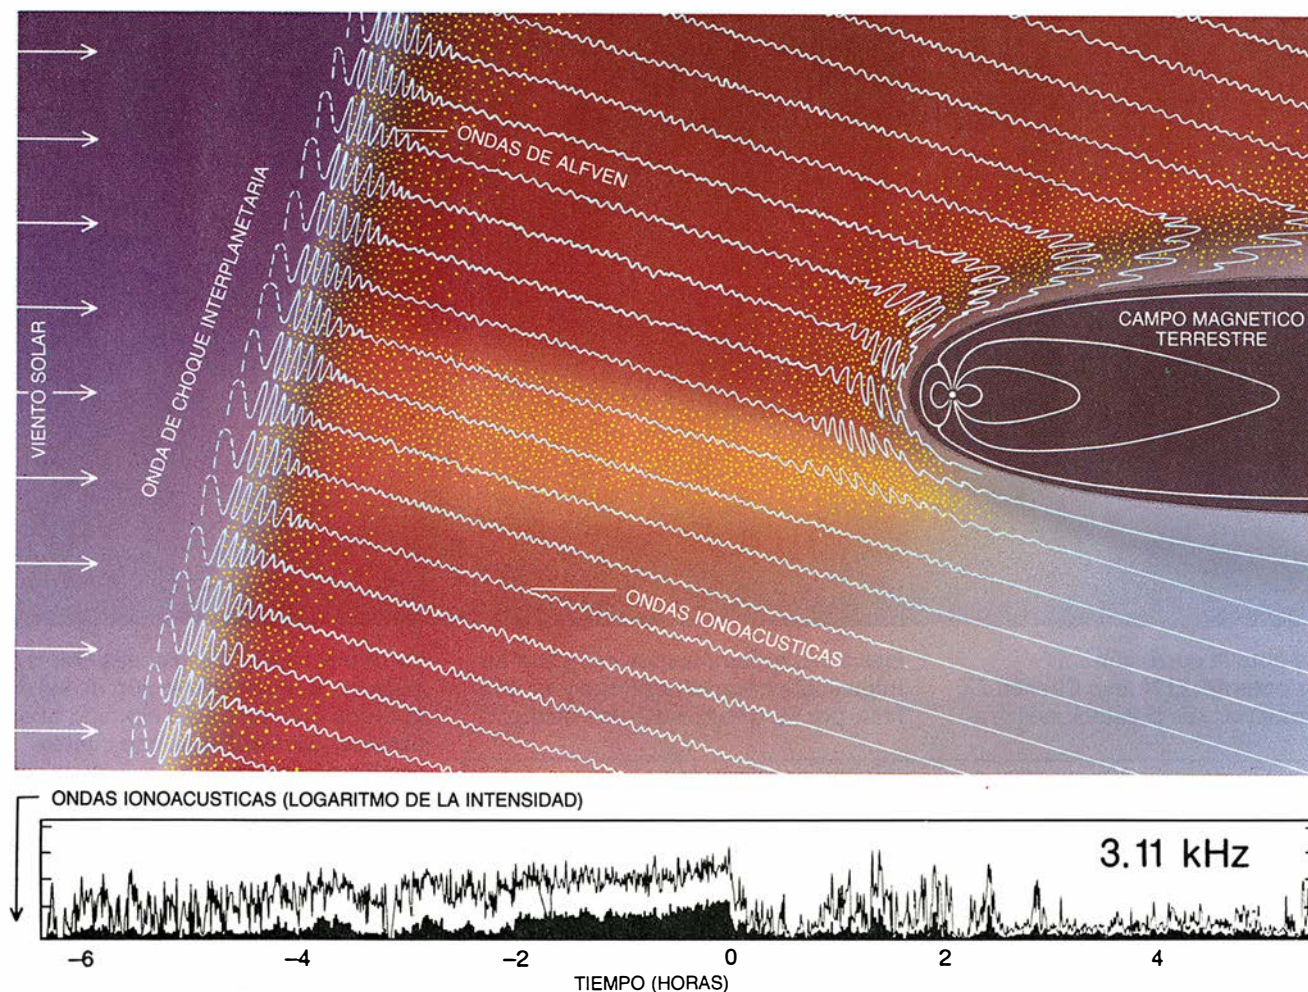 VIENTO SOLAR
ONDA DE CHOQUE INTERPLANETARIA
ONDAS DE ALFVEN
CAMPO MAGNETICO
TERRESTRE
ONDAS IONOACUSTICAS
ONDAS IONOACUSTICAS (LOGARITMO DE LA INTENSIDAD)
3.11 kHz
−6 −4 −2 0 2 4
TIEMPO (HORAS)